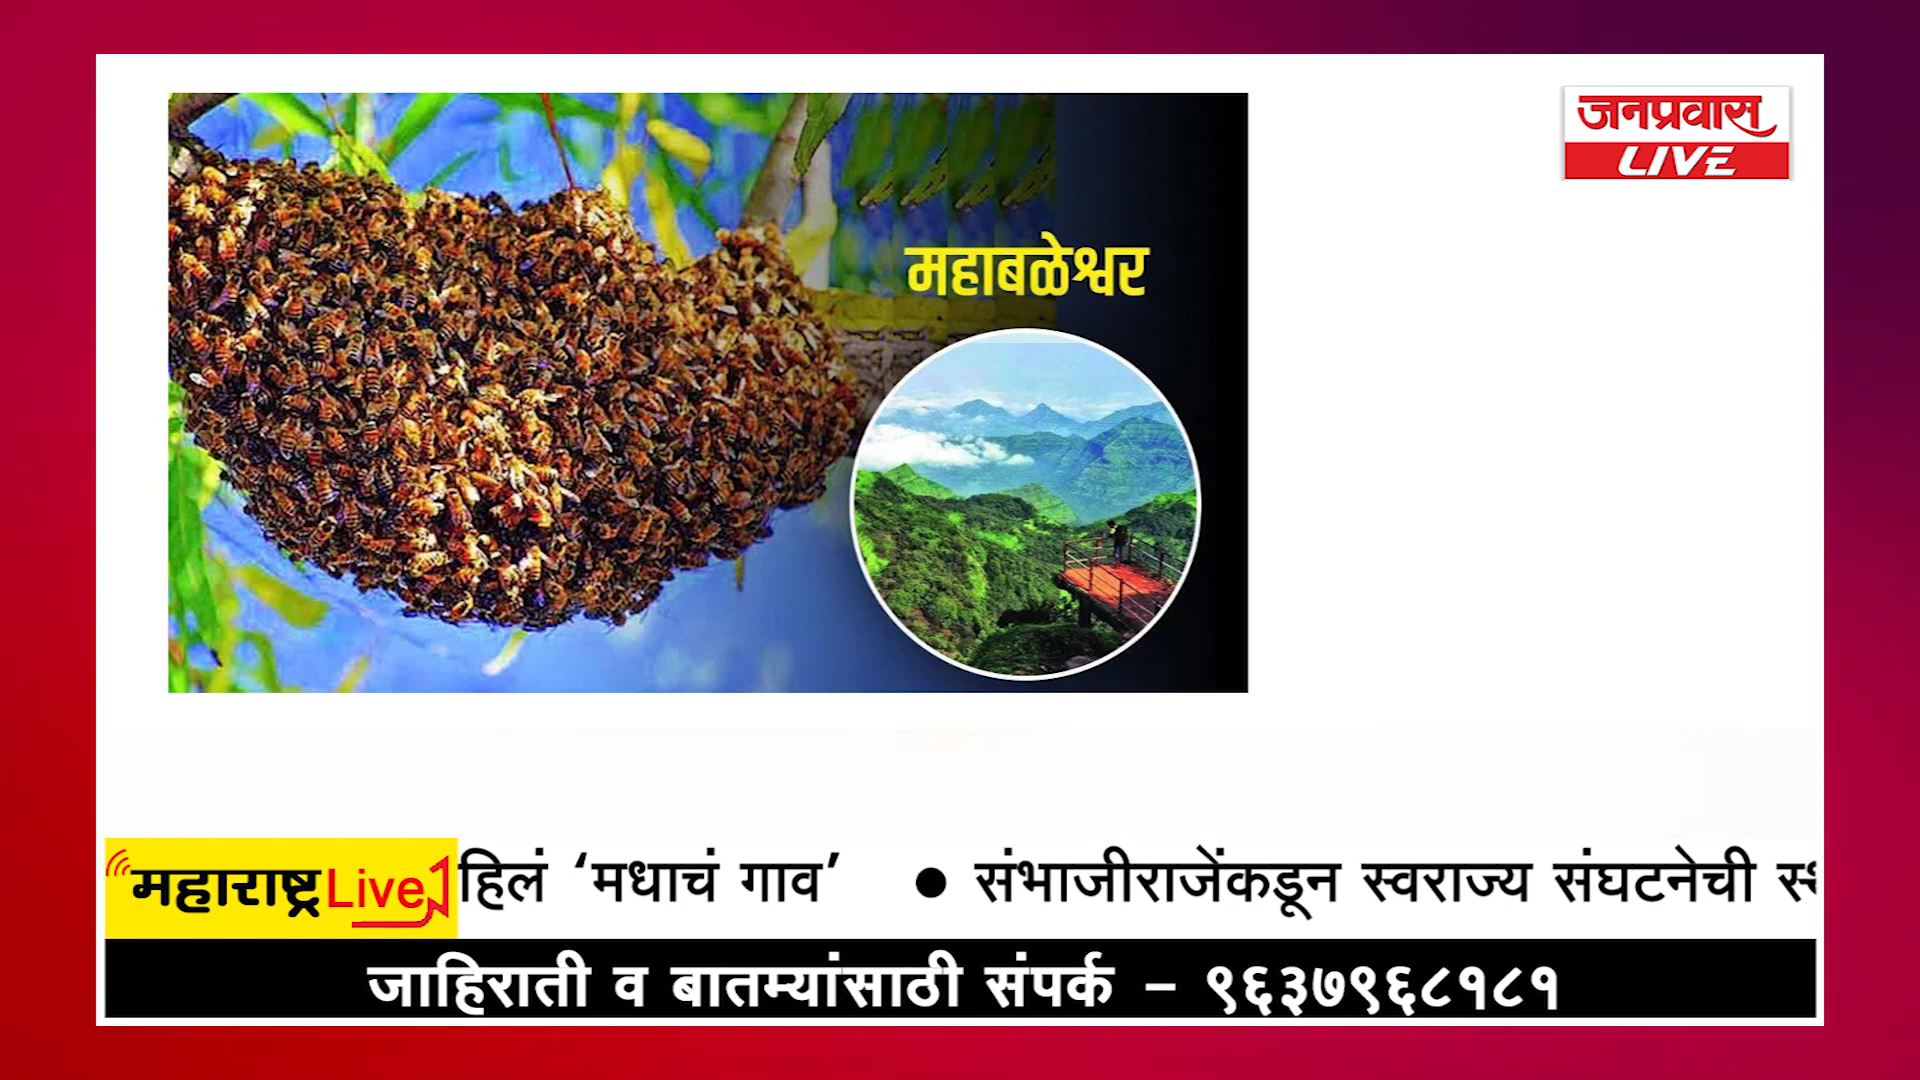 जनप्रवास
LIVE
महाबळेश्वर
महाराष्ट्र Live
हिलं ‘मधाचं गाव’ ● संभाजीराजेंकडून स्वराज्य संघटनेची
जाहिराती व बातम्यांसाठी संपर्क – ९६३७९६८१८१